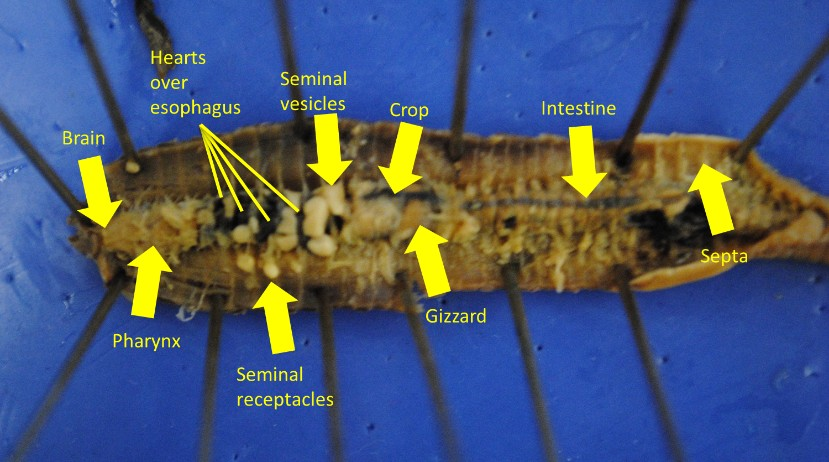 Hearts
over
esophagus
Seminal
vesicles
Crop
Intestine
Brain
Septa
Gizzard
Pharynx
Seminal
receptacles